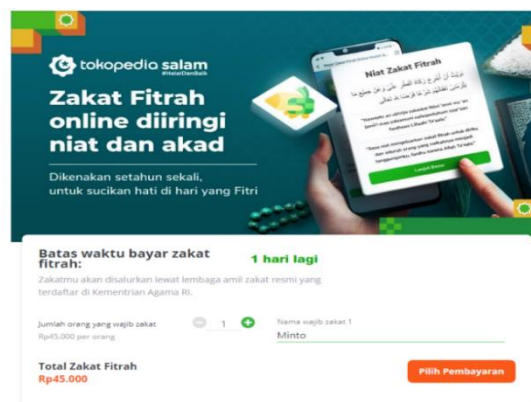 tokopedia salam
#HalalDanBaik
Zakat Fitrah
online diiringi
niat dan akad
Dikenakan setahun sekali,
untuk sucikan hati di hari yang Fitri
Niat Zakat Fitrah
Lanjut Bayar
Batas waktu bayar zakat
fitrah:
1 hari lagi
Zakatmu akan disalurkan lewat lembaga amil zakat resmi yang
terdaftar di Kementrian Agama RI.
Jumlah orang yang wajib zakat
1
Rp45.000 per orang
Nama wajib zakat 1
Minto
Total Zakat Fitrah
Rp45.000
Pilih Pembayaran